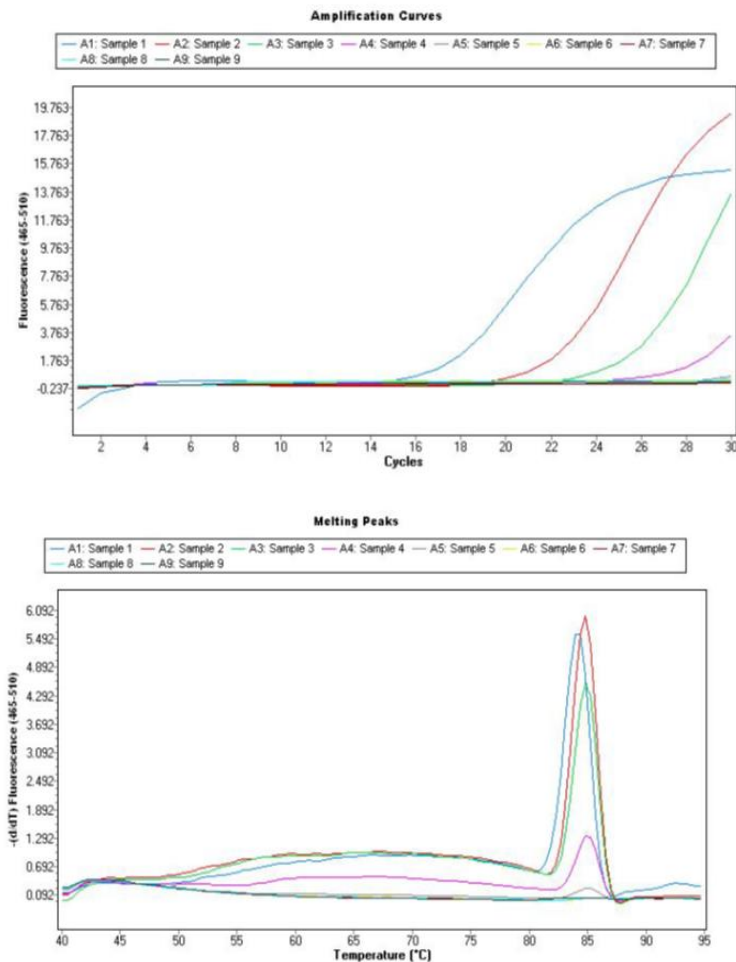 Amplification Curves
A1: Sample 1 A2: Sample 2 A3: Sample 3 A4: Sample 4 A5: Sample 5 A6: Sample 6 A7: Sample 7
A8: Sample 8 A9: Sample 9
Fluorescence (465-510)
19.763
17.763
15.763
13.763
11.763
9.763
7.763
5.763
3.763
1.763
-0.237
2 4 6 8 10 12 14 16 18 20 22 24 26 28 30
Cycles
Melting Peaks
A1: Sample 1 A2: Sample 2 A3: Sample 3 A4: Sample 4 A5: Sample 5 A6: Sample 6 A7: Sample 7
A8: Sample 8 A9: Sample 9
-(d/dT) Fluorescence (465-510)
6.092
5.492
4.892
4.292
3.692
3.092
2.492
1.892
1.292
0.692
0.092
40 45 50 55 60 65 70 75 80 85 90 95
Temperature (°C)